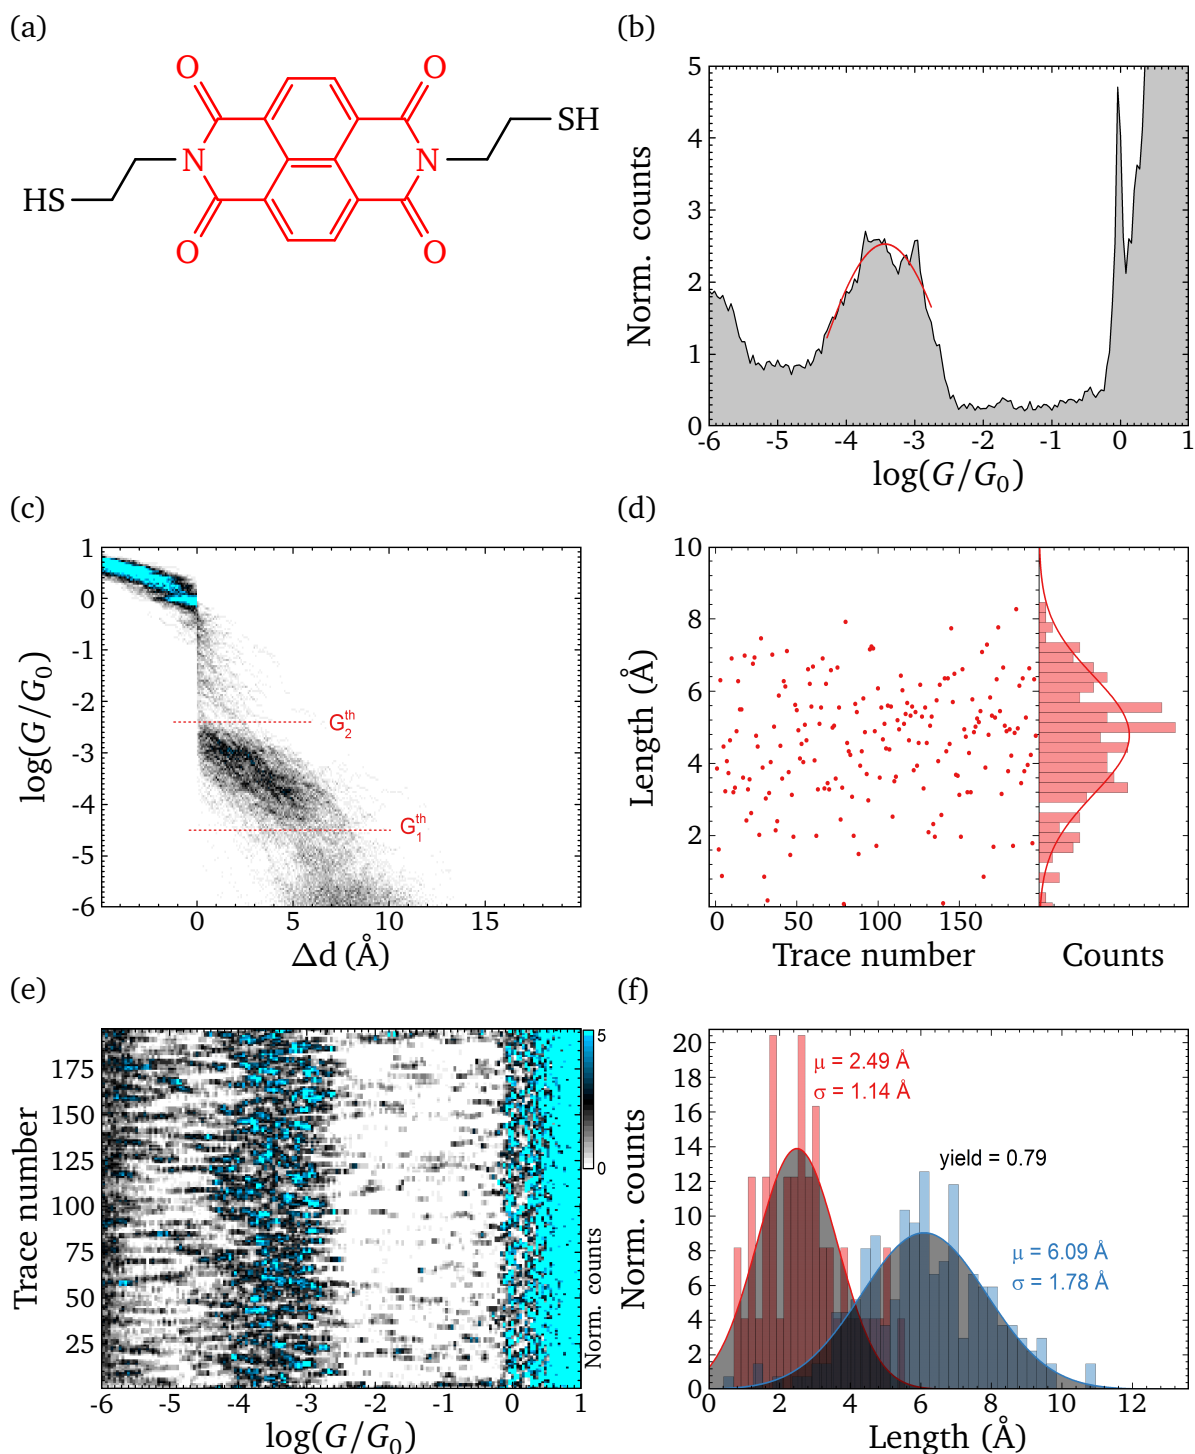 (a)
O
O
SH
N
N
HS
O
O
(b)
5
4
3
2
1
0
Norm. counts
-6 -5 -4 -3 -2 -1 0 1
log(G/G0)
(c)
1
0
-1
-2
-3
-4
-5
-6
log(G/G0)
G2th
G1th
0 5 10 15
Δd (Å)
(d)
10
8
6
4
2
Length (Å)
0 50 100 150
Trace number
Counts
(e)
175
150
125
100
75
50
25
Trace number
5
0
Norm. counts
-6 -5 -4 -3 -2 -1 0 1
log(G/G0)
(f)
20
18
16
14
12
10
8
6
4
2
0
Norm. counts
μ = 2.49 Å
σ = 1.14 Å
yield = 0.79
μ = 6.09 Å
σ = 1.78 Å
0 2 4 6 8 10 12
Length (Å)